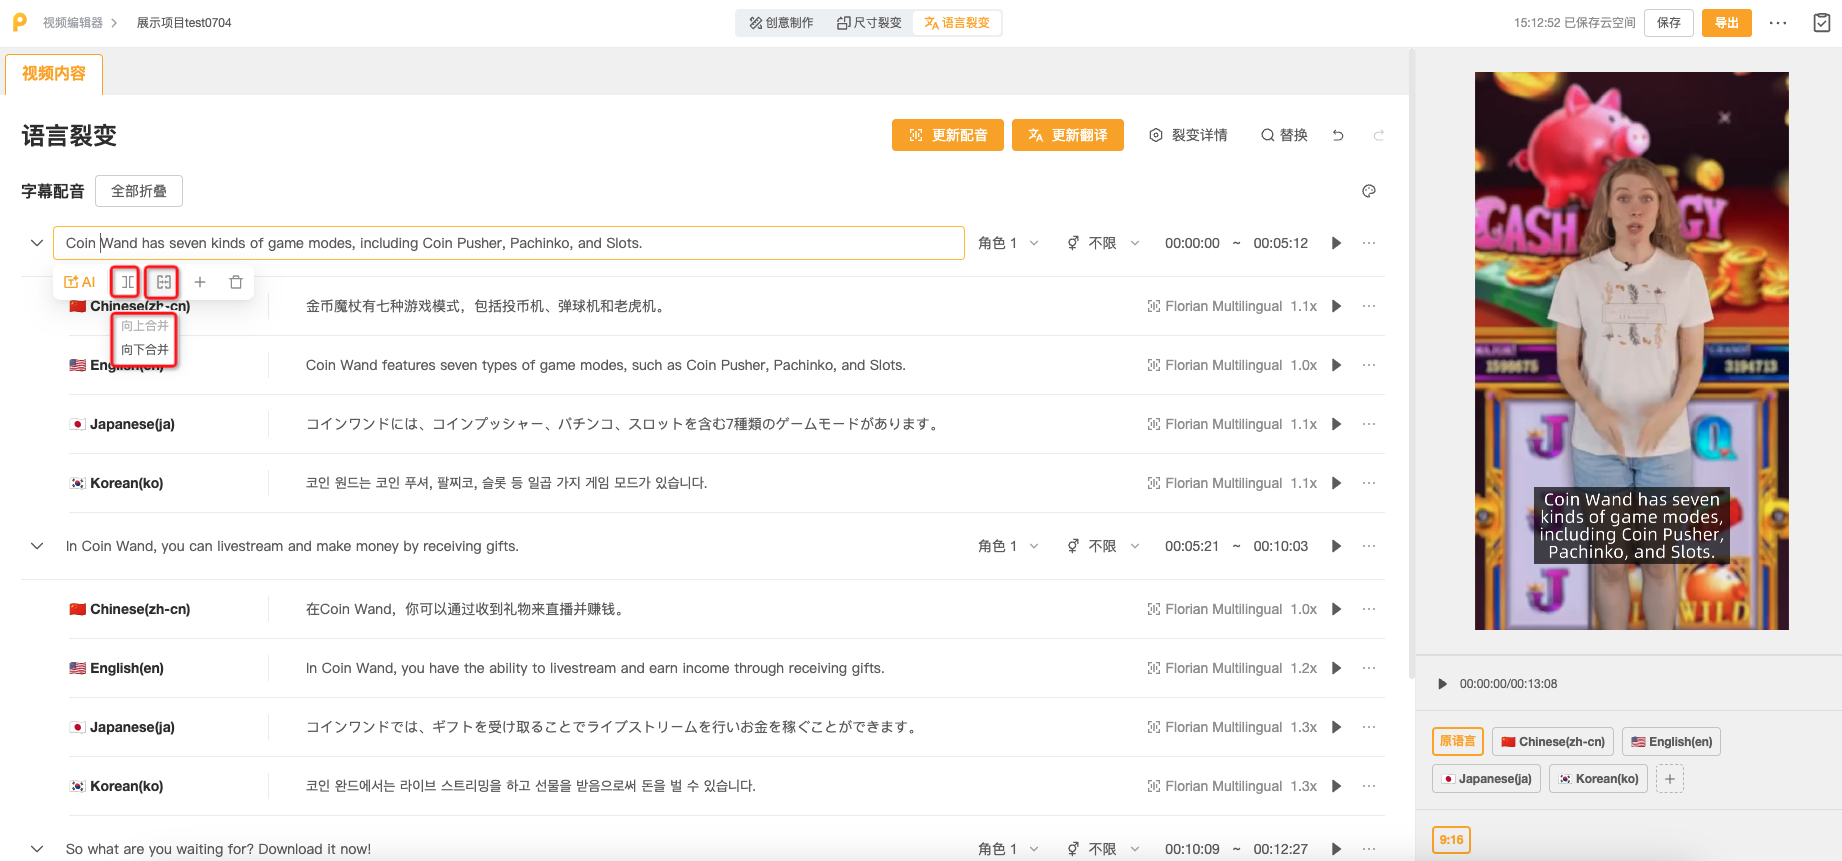 视频编辑器
展示项目test0704
创意制作
尺寸裂变
语言裂变
15:12:52 已保存云空间
保存
导出
视频内容
语言裂变
更新配音
更新翻译
裂变详情
替换
字幕配音
全部折叠
Coin Wand has seven kinds of game modes, including Coin Pusher, Pachinko, and Slots.
角色 1
不限
00:00:00 ~ 00:05:12
AI
Chinese(zh-cn)
金币魔杖有七种游戏模式，包括投币机、弹球机和老虎机。
Florian Multilingual 1.1x
向上合并
向下合并
English(en)
Coin Wand features seven types of game modes, such as Coin Pusher, Pachinko, and Slots.
Florian Multilingual 1.0x
Japanese(ja)
コインワンドには、コインプッシャー、パチンコ、スロットを含む7種類のゲームモードがあります。
Florian Multilingual 1.1x
Korean(ko)
코인 원드는 코인 푸셔, 팔찌코, 슬롯 등 일곱 가지 게임 모드가 있습니다.
Florian Multilingual 1.1x
In Coin Wand, you can livestream and make money by receiving gifts.
角色 1
不限
00:05:21 ~ 00:10:03
Chinese(zh-cn)
在Coin Wand，你可以通过收到礼物来直播并赚钱。
Florian Multilingual 1.0x
English(en)
In Coin Wand, you have the ability to livestream and earn income through receiving gifts.
Florian Multilingual 1.2x
Japanese(ja)
コインワンドでは、ギフトを受け取ることでライブストリームを行いお金を稼ぐことができます。
Florian Multilingual 1.3x
Korean(ko)
코인 완드에서는 라이브 스트리밍을 하고 선물을 받음으로써 돈을 벌 수 있습니다.
Florian Multilingual 1.3x
So what are you waiting for? Download it now!
角色 1
不限
00:10:09 ~ 00:12:27
CASH
MAJOR
1599675
GRAND
3194713
J
Q
Coin Wand has seven
kinds of game modes,
including Coin Pusher,
Pachinko, and Slots.
J
WILD
00:00:00/00:13:08
原语言
Chinese(zh-cn)
English(en)
Japanese(ja)
Korean(ko)
9:16